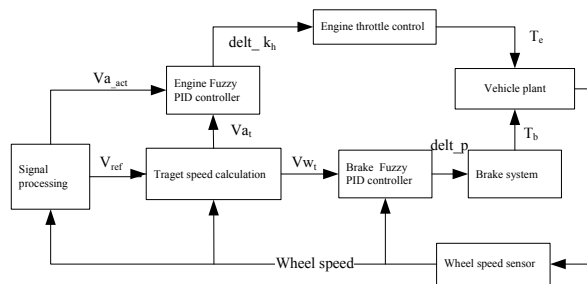 Engine throttle control
delt_ k_h
T_e
Engine Fuzzy
PID controller
Va_act
Vehicle plant
Va_t
T_b
Signal
processing
V_ref
Traget speed calculation
Vw_t
Brake Fuzzy
PID controller
delt_p
Brake system
Wheel speed
Wheel speed sensor